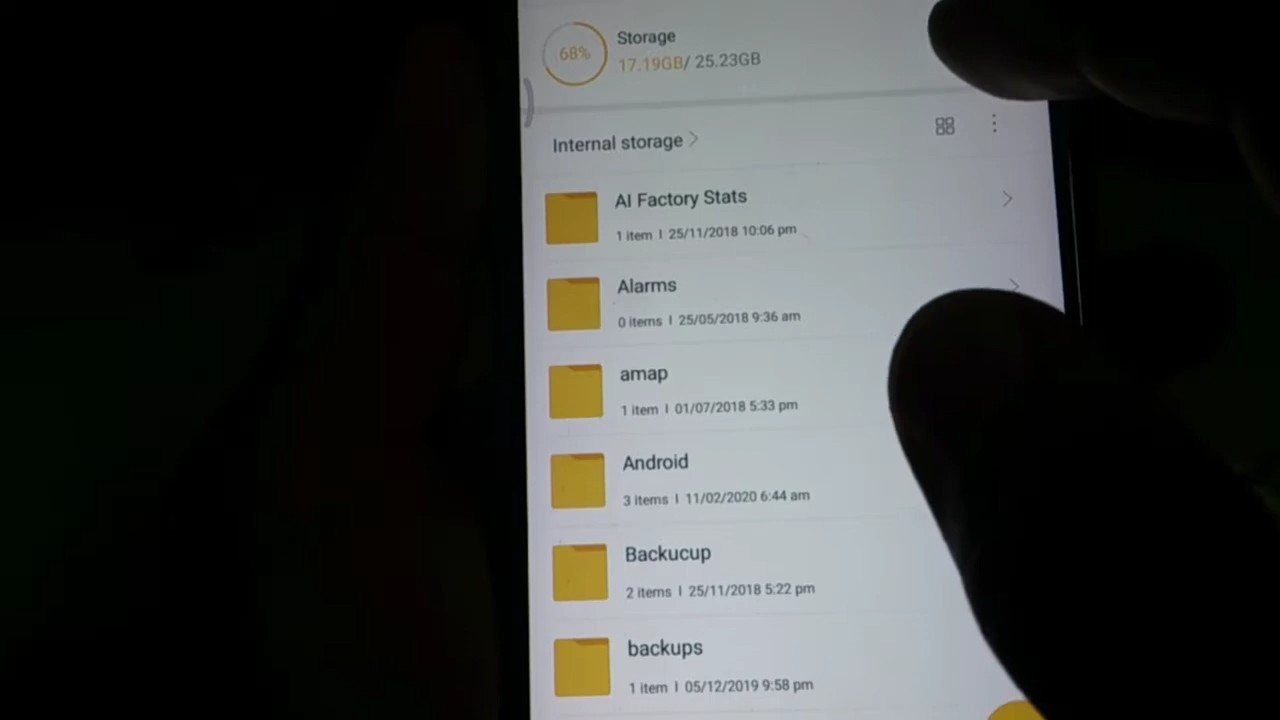 68%
Storage
17.19GB/ 25.23GB
Internal storage
AI Factory Stats
1 item I 25/11/2018 10:06 pm
Alarms
0 items I 25/05/2018 9:36 am
amap
1 item I 01/07/2018 5:33 pm
Android
3 items I 11/02/2020 6:44 am
Backucup
2 items I 25/11/2018 5:22 pm
backups
1 item I 05/12/2019 9:58 pm